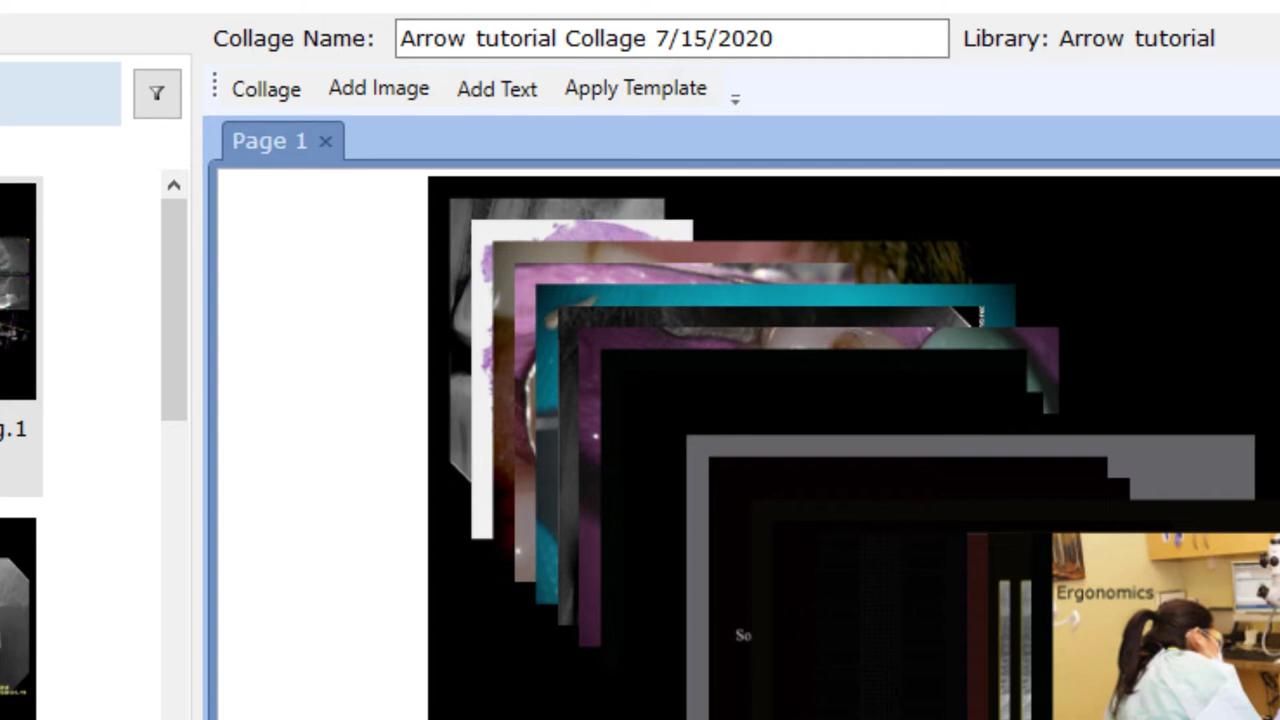 Collage Name: Arrow tutorial Collage 7/15/2020 Library: Arrow tutorial
Collage Add Image Add Text Apply Template
Page 1
g.1
Ergonomics
So